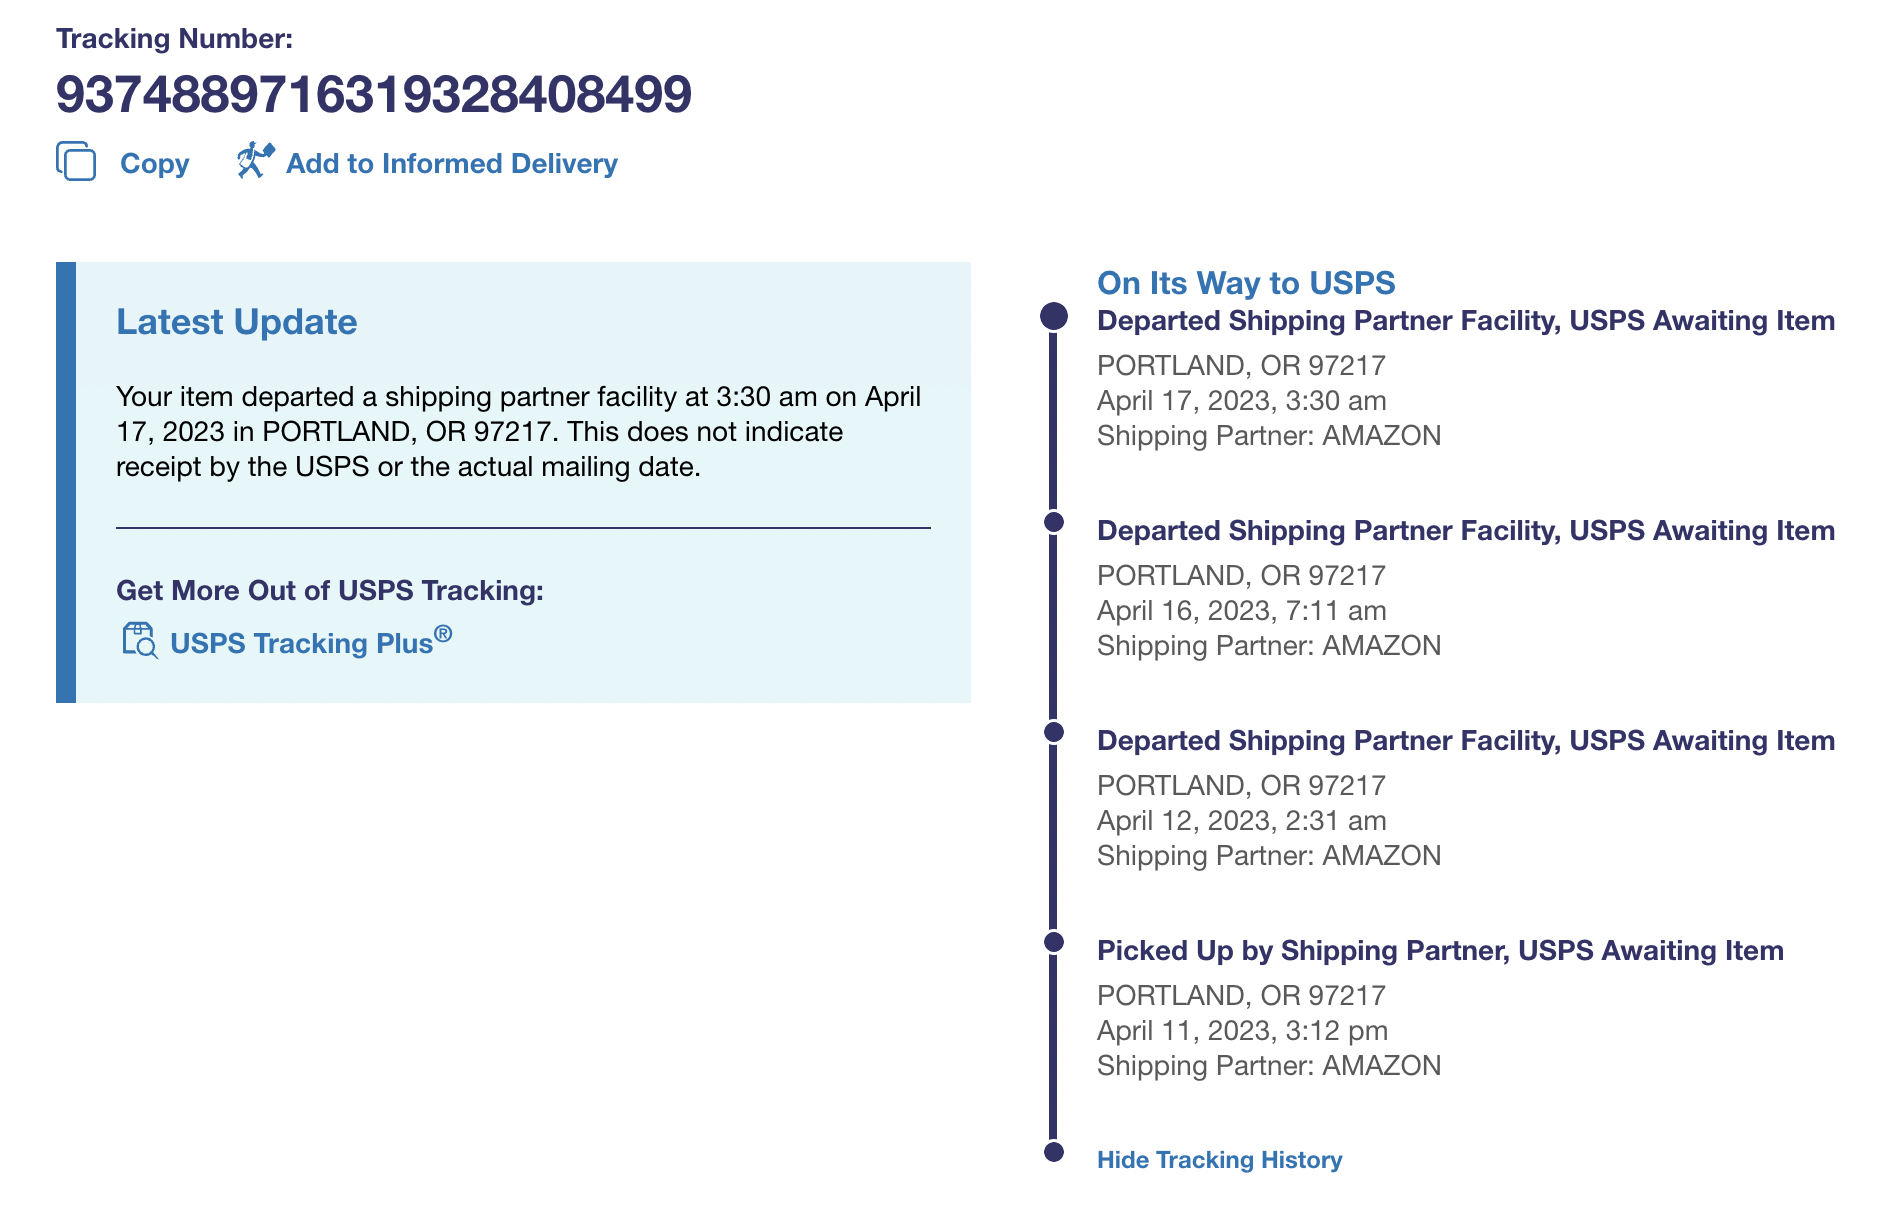 Tracking Number:
9374889716319328408499
Copy
Add to Informed Delivery
Latest Update
Your item departed a shipping partner facility at 3:30 am on April
17, 2023 in PORTLAND, OR 97217. This does not indicate
receipt by the USPS or the actual mailing date.
Get More Out of USPS Tracking:
USPS Tracking Plus®
On Its Way to USPS
Departed Shipping Partner Facility, USPS Awaiting Item
PORTLAND, OR 97217
April 17, 2023, 3:30 am
Shipping Partner: AMAZON
Departed Shipping Partner Facility, USPS Awaiting Item
PORTLAND, OR 97217
April 16, 2023, 7:11 am
Shipping Partner: AMAZON
Departed Shipping Partner Facility, USPS Awaiting Item
PORTLAND, OR 97217
April 12, 2023, 2:31 am
Shipping Partner: AMAZON
Picked Up by Shipping Partner, USPS Awaiting Item
PORTLAND, OR 97217
April 11, 2023, 3:12 pm
Shipping Partner: AMAZON
Hide Tracking History